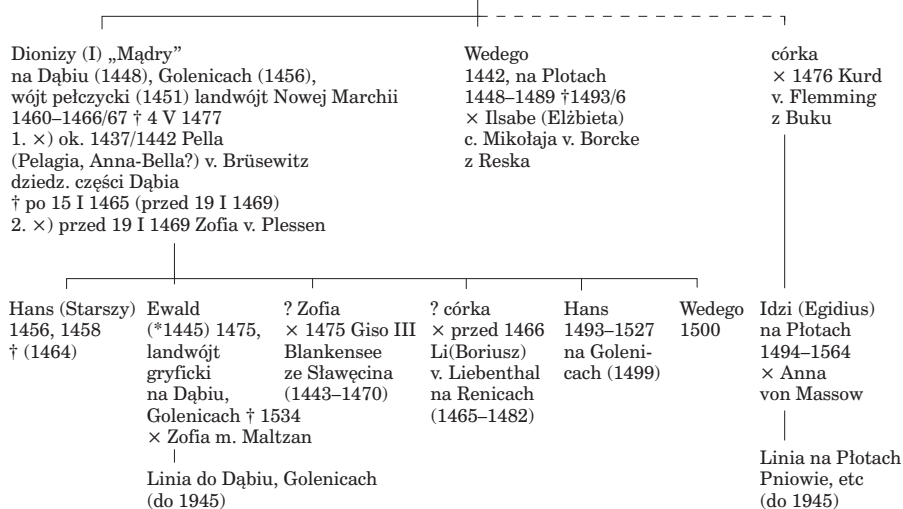 Dionizy (I) „Mądry”
na Dąbiu (1448), Golenicach (1456),
wójt pełczycki (1451) landwójt Nowej Marchii
1460–1466/67 † 4 V 1477
1. ×) ok. 1437/1442 Pella
(Pelagia, Anna-Bella?) v. Brüsewitz
dziedz. części Dąbia
† po 15 I 1465 (przed 19 I 1469)
2. ×) przed 19 I 1469 Zofia v. Plessen
Wedego
1442, na Plotach
1448–1489 †1493/6
× Ilsabe (Elżbieta)
c. Mikołaja v. Borcke
z Reska
córka
× 1476 Kurd
v. Flemming
z Buku
Hans (Starszy)
1456, 1458
† (1464)
Ewald
(*1445) 1475,
landwójt
gryficki
na Dąbiu,
Golenicach † 1534
× Zofia m. Maltzan
? Zofia
× 1475 Giso III
Blankensee
ze Sławęcina
(1443–1470)
? córka
× przed 1466
Li(Boriusz)
v. Liebenthal
na Renicach
(1465–1482)
Hans
1493–1527
na Goleni-
cach (1499)
Wedego
1500
Idzi (Egidius)
na Płotach
1494–1564
× Anna
von Massow
Linia do Dąbiu, Golenicach
(do 1945)
Linia na Płotach
Pniowie, etc
(do 1945)